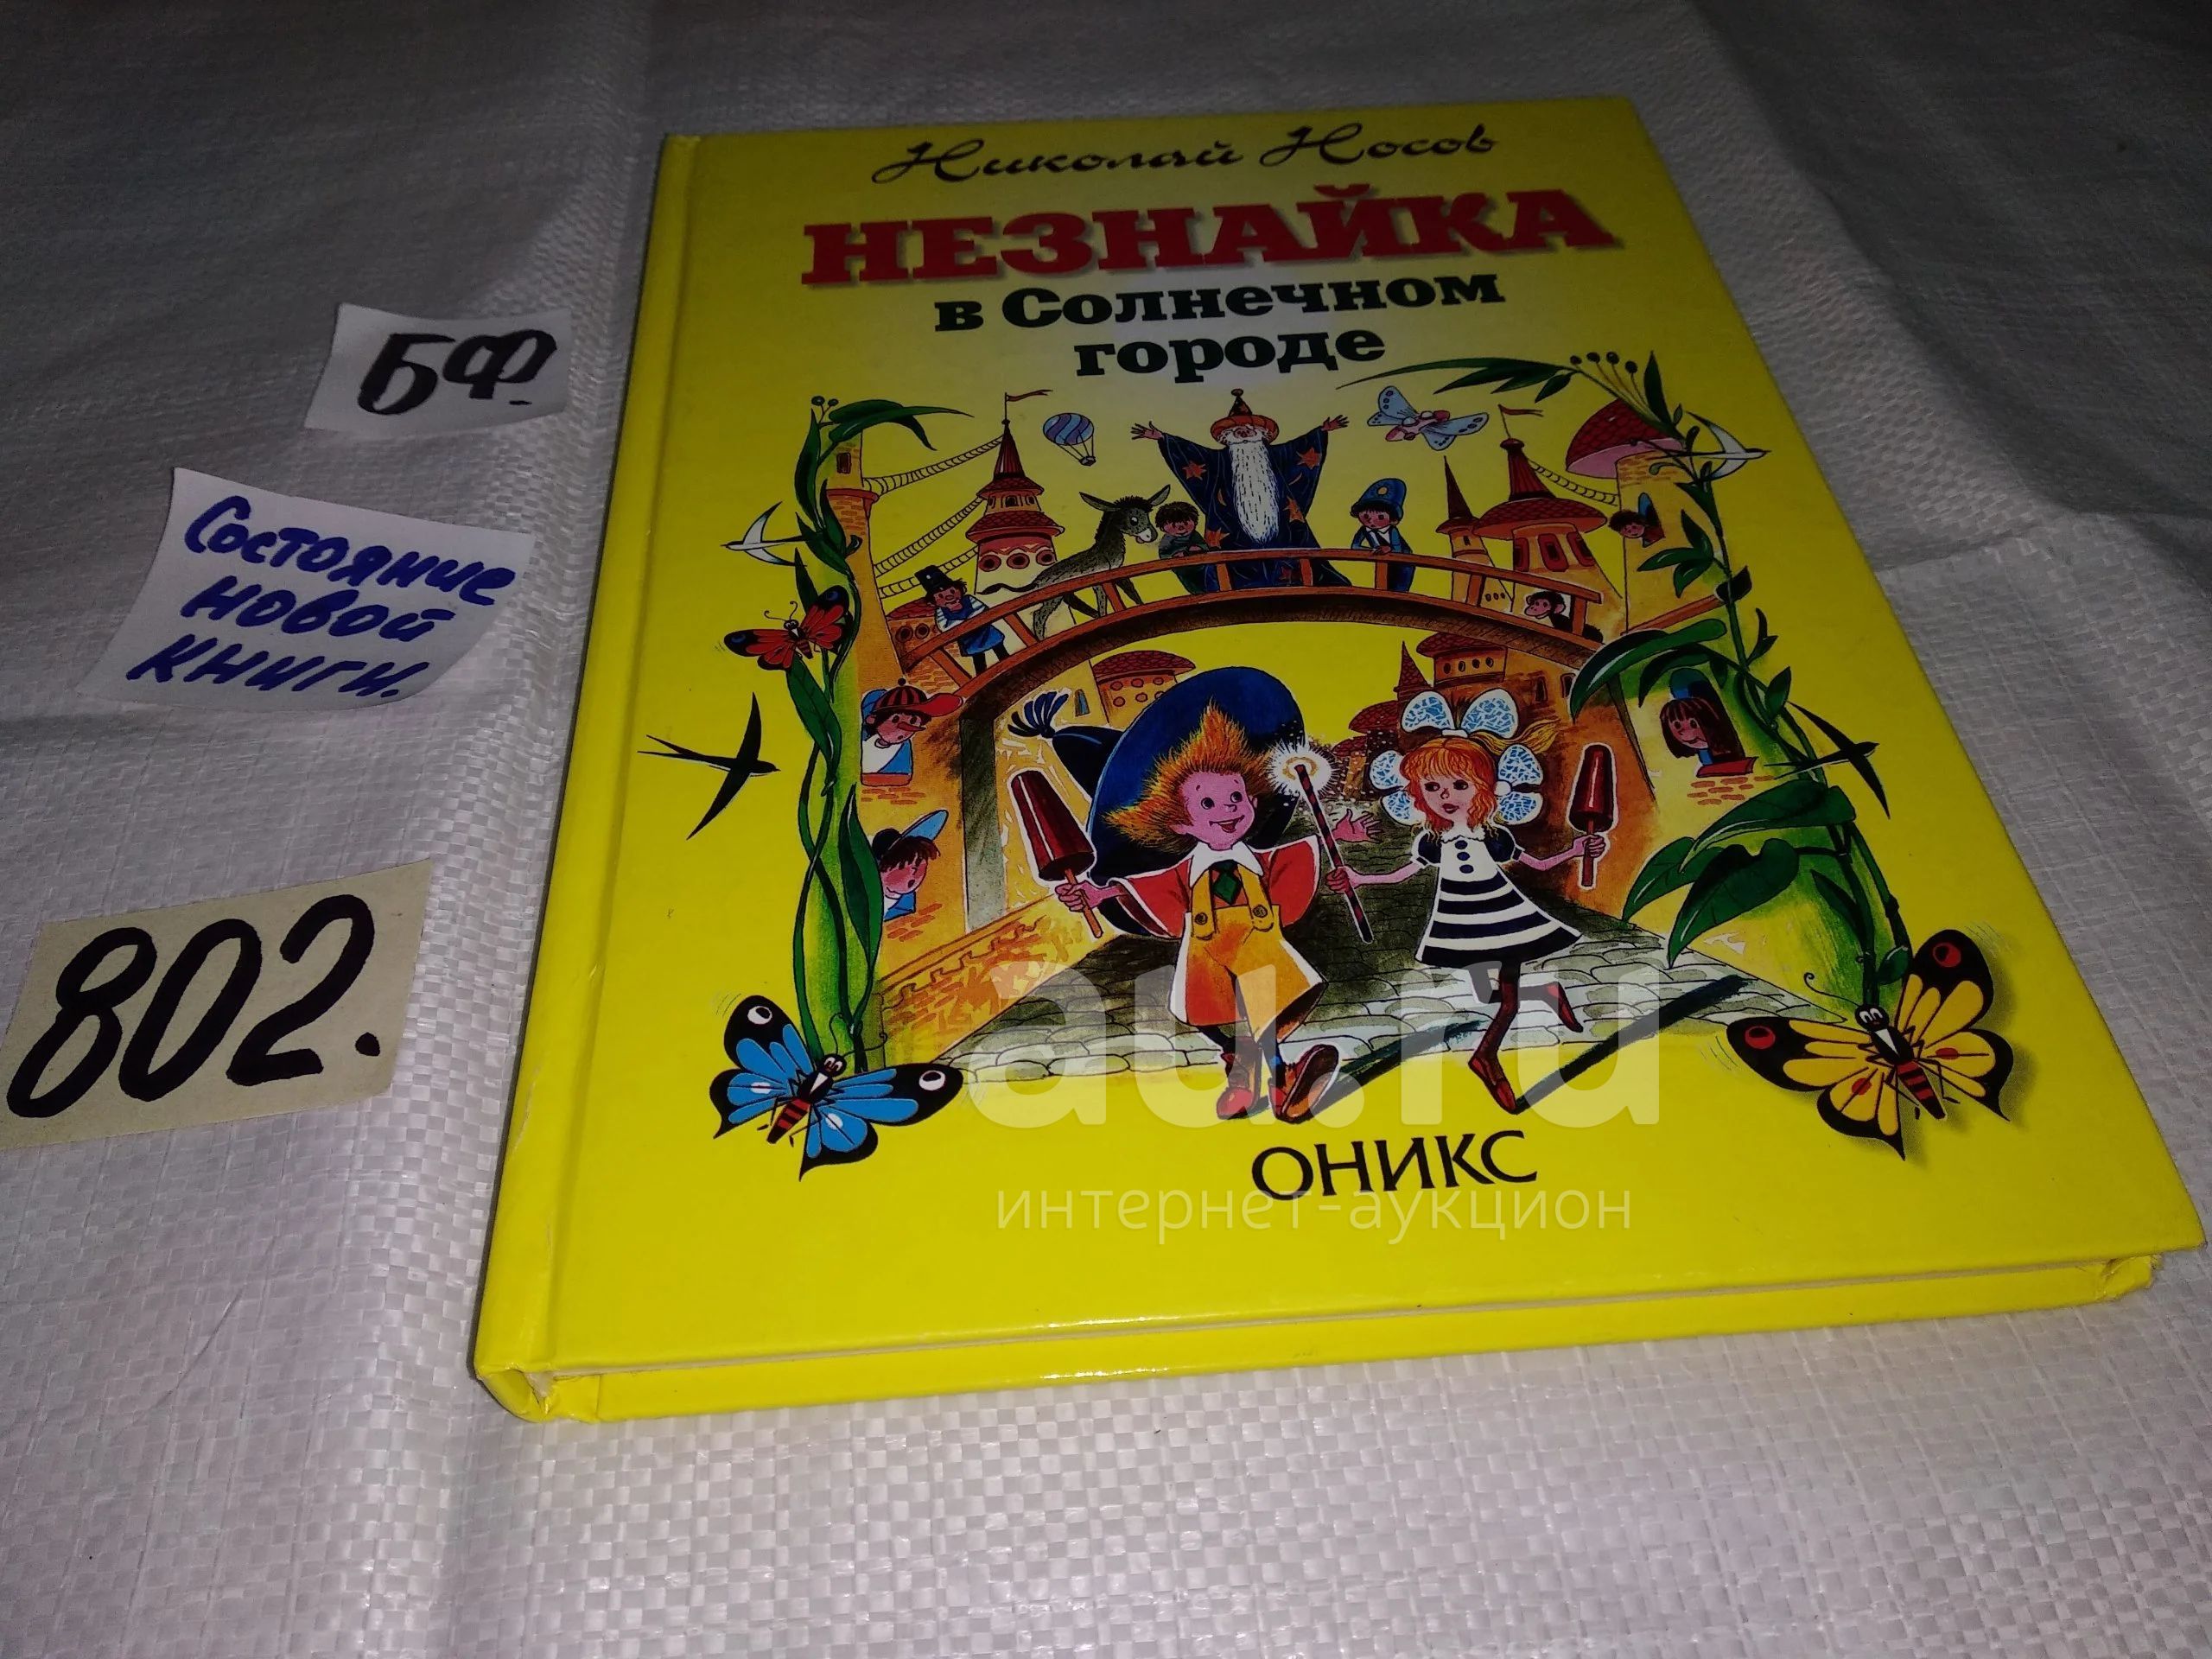 Николай Носов
НЕЗНАЙКА
в Солнечном
городе
БФ.
Состояние
новой
книги.
802.
au.ru
ОНИКС
интернет-аукцион